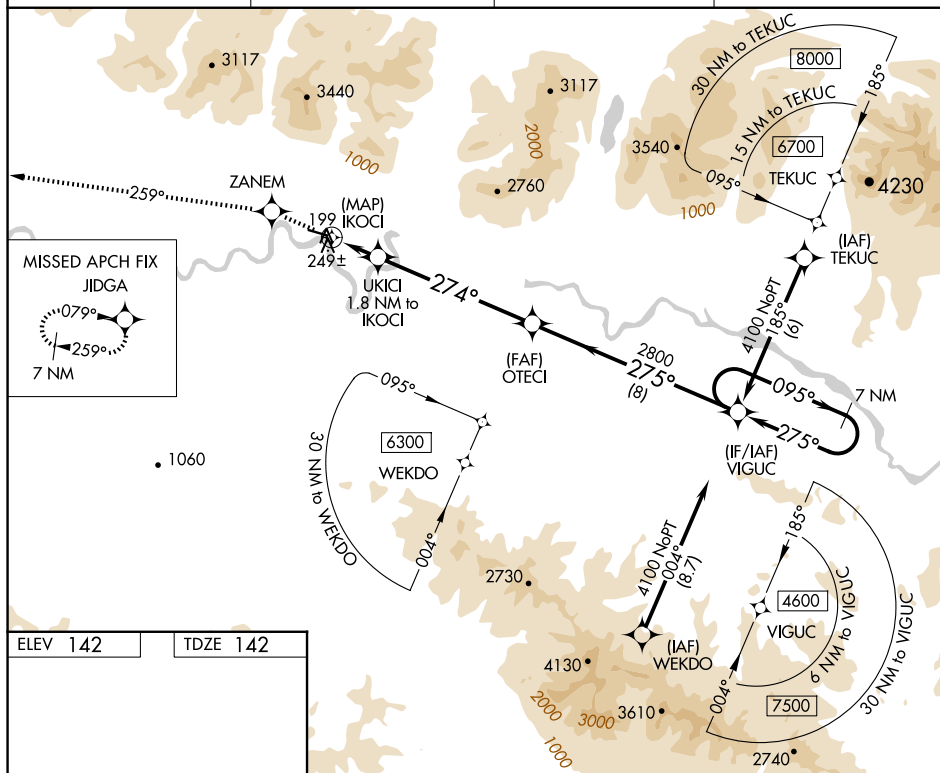 3117
3440
1000
3117
2000
2760
3540
1000
30 NM to TEKUC
8000
185°
15 NM to TEKUC
6700
TEKUC
095°
4230
259°
ZANEM
(MAP)
IKOCI
199
249±
UKICI
1.8 NM to
IKOCI
274°
(FAF)
OTECI
2800
275°
(8)
(IAF)
TEKUC
4100 NoPT
185°
(6)
095°
7 NM
275°
(IF/IAF)
VIGUC
MISSED APCH FIX
JIDGA
079°
259°
7 NM
1060
095°
6300
WEKDO
30 NM to WEKDO
004°
4100 NoPT
004°
(8.7)
(IAF)
WEKDO
2730
4130
3610
2000
3000
1000
2740
185°
4600
VIGUC
6 NM to VIGUC
004°
7500
30 NM to VIGUC
ELEV 142
TDZE 142